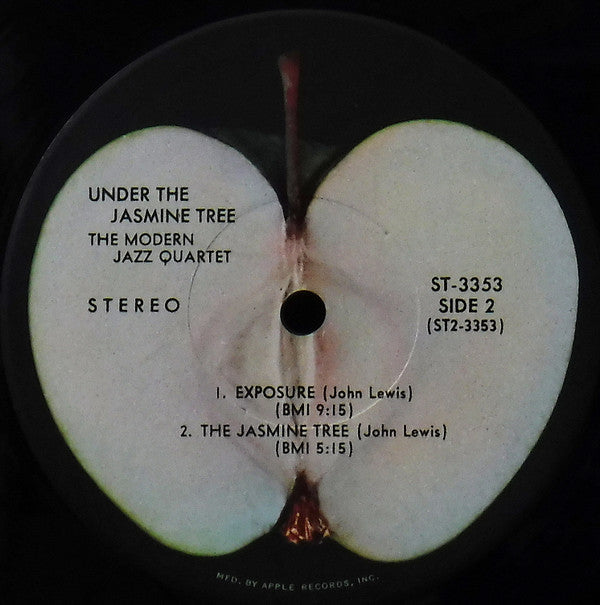 UNDER THE
JASMINE TREE
THE MODERN
JAZZ QUARTET
STEREO
ST-3353
SIDE 2
(ST2-3353)
1. EXPOSURE (John Lewis)
(BMI 9:15)
2. THE JASMINE TREE (John Lewis)
(BMI 5:15)
MFD. BY APPLE RECORDS, INC.